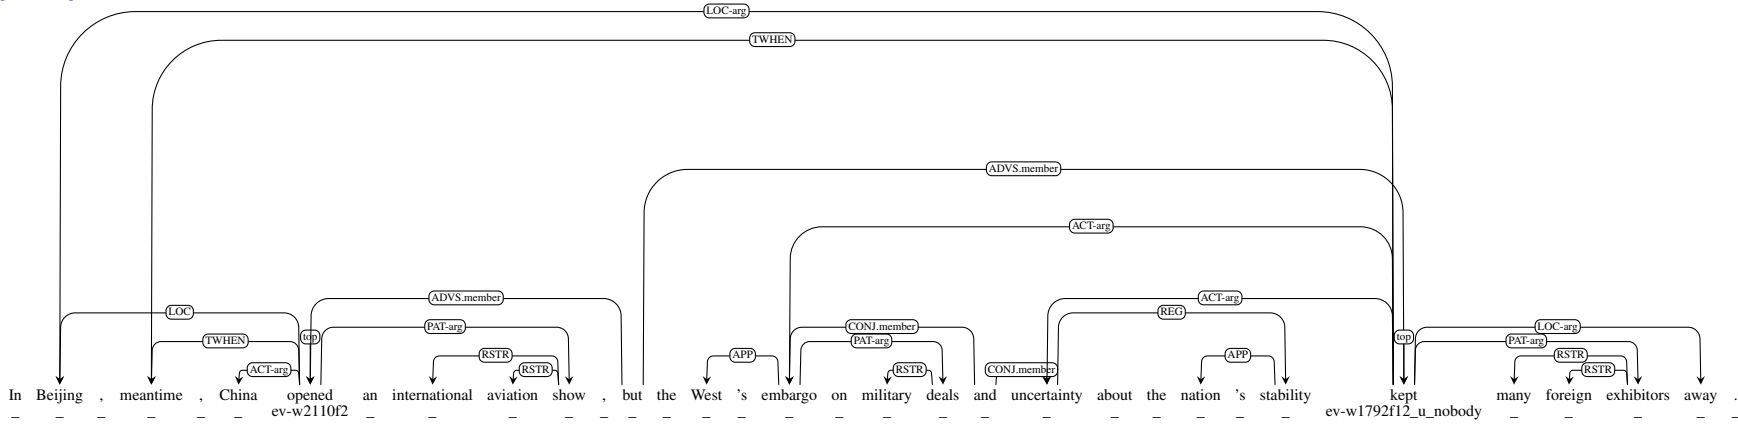 LOC-arg
TWHEN
ADVS.member
ACT-arg
ADVS.member ACT-arg
LOC REG
PAT-arg CONJ.member LOC-arg
TWHEN top PAT-arg top PAT-arg
RSTR APP APP RSTR
ACT-arg RSTR RSTR CONJ.member RSTR
In Beijing , meantime , China opened an international aviation show , but the West 's embargo on military deals and uncertainty about the nation 's stability kept many foreign exhibitors away .
_ _ _ _ _ _ ev-w2110f2 _ _ _ _ _ _ _ _ _ _ _ _ _ _ _ _ _ _ _ _ ev-w1792f12_u_nobody _ _ _ _ _